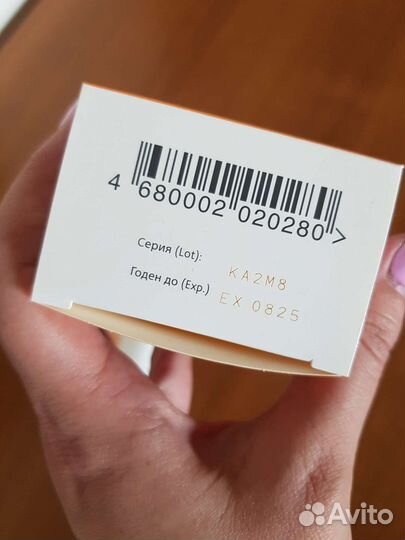 4 680002 020280 >
Серия (Lot): KA2M8
Годен до (Exp.) EX 0825
Avito